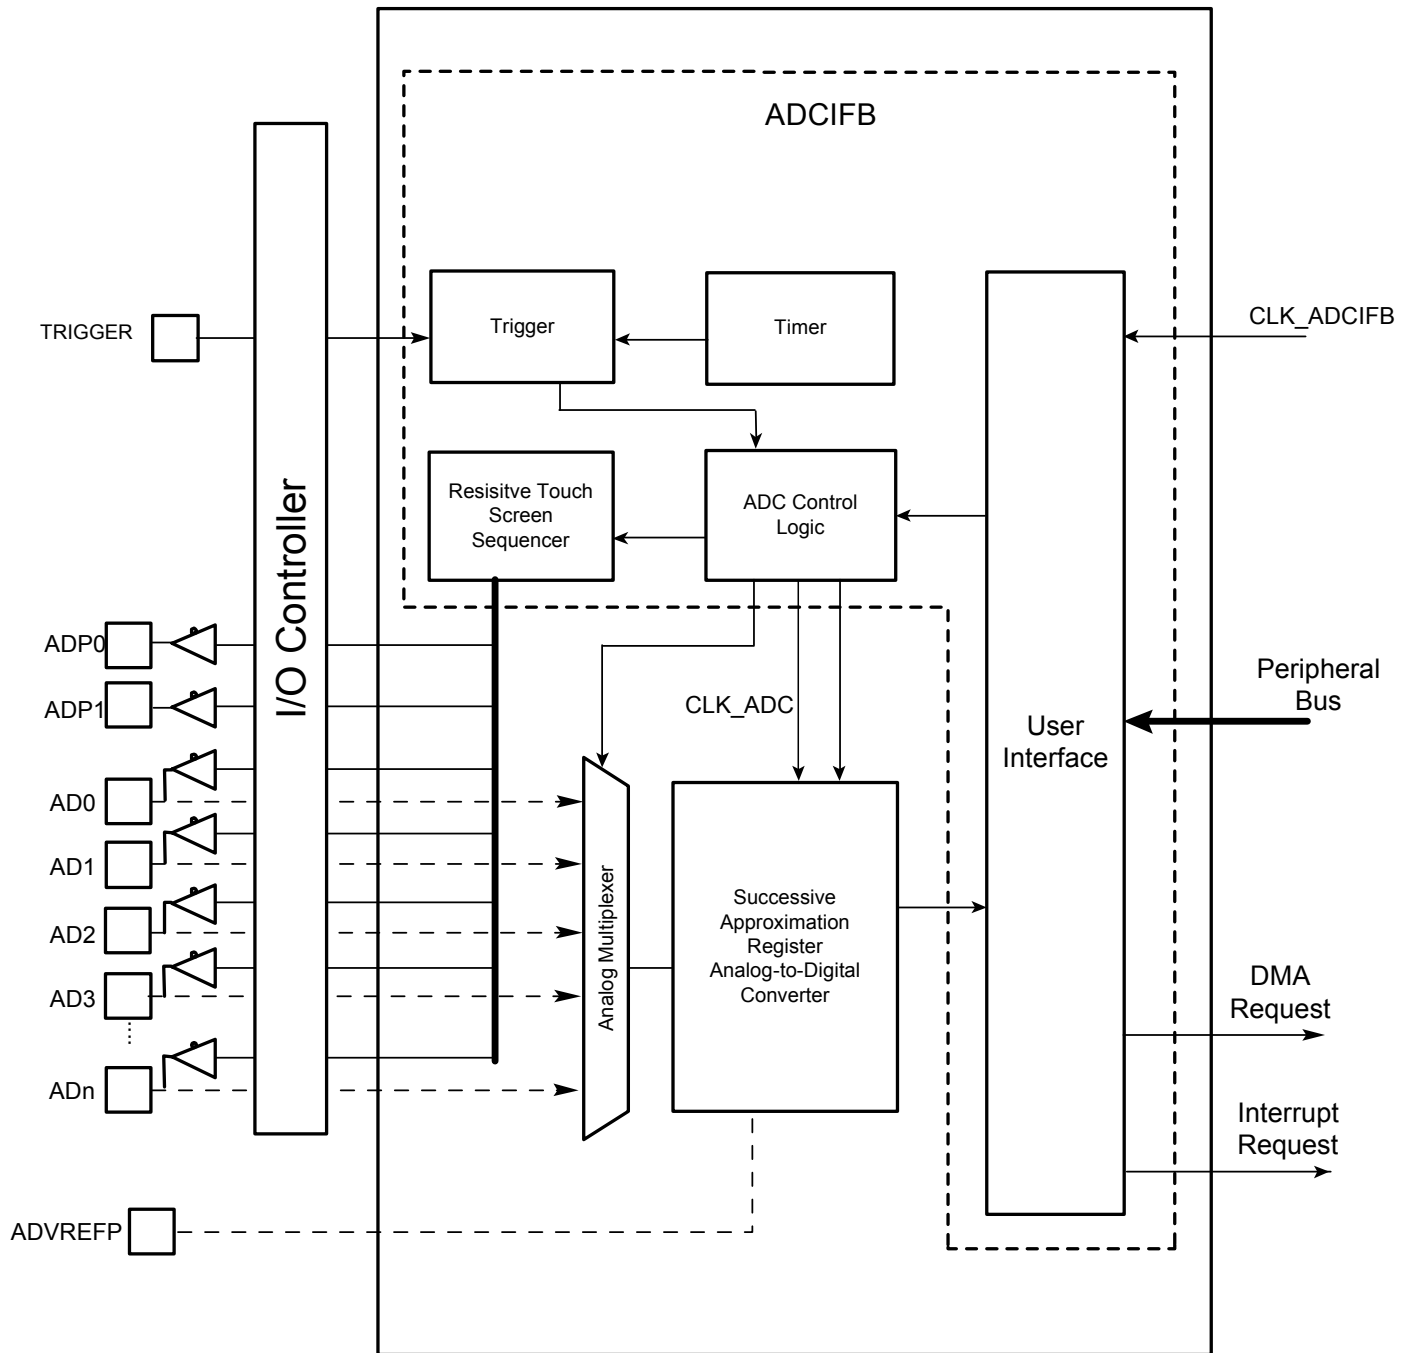 ADCIFB
TRIGGER
Trigger
Timer
CLK_ADCIFB
I/O Controller
Resisitve Touch
Screen
Sequencer
ADC Control
Logic
ADP0
ADP1
CLK_ADC
User
Interface
Peripheral
Bus
AD0
AD1
AD2
AD3
ADn
Analog Multiplexer
Successive
Approximation
Register
Analog-to-Digital
Converter
DMA
Request
Interrupt
Request
ADVREFP